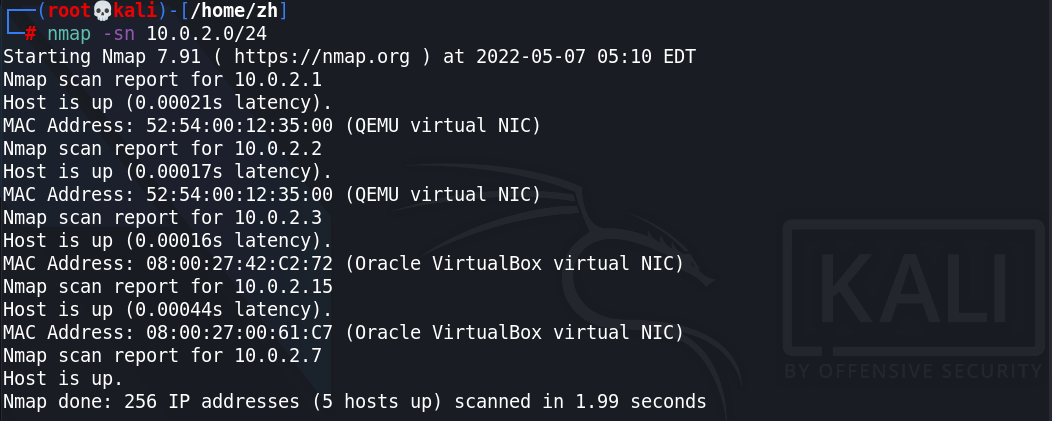 ┌──(root💀kali)-[/home/zh]
└─# nmap -sn 10.0.2.0/24
Starting Nmap 7.91 ( https://nmap.org ) at 2022-05-07 05:10 EDT
Nmap scan report for 10.0.2.1
Host is up (0.00021s latency).
MAC Address: 52:54:00:12:35:00 (QEMU virtual NIC)
Nmap scan report for 10.0.2.2
Host is up (0.00017s latency).
MAC Address: 52:54:00:12:35:00 (QEMU virtual NIC)
Nmap scan report for 10.0.2.3
Host is up (0.00016s latency).
MAC Address: 08:00:27:42:C2:72 (Oracle VirtualBox virtual NIC)
Nmap scan report for 10.0.2.15
Host is up (0.00044s latency).
MAC Address: 08:00:27:00:61:C7 (Oracle VirtualBox virtual NIC)
Nmap scan report for 10.0.2.7
Host is up.
Nmap done: 256 IP addresses (5 hosts up) scanned in 1.99 seconds
KALI
BY OFFENSIVE SECURITY